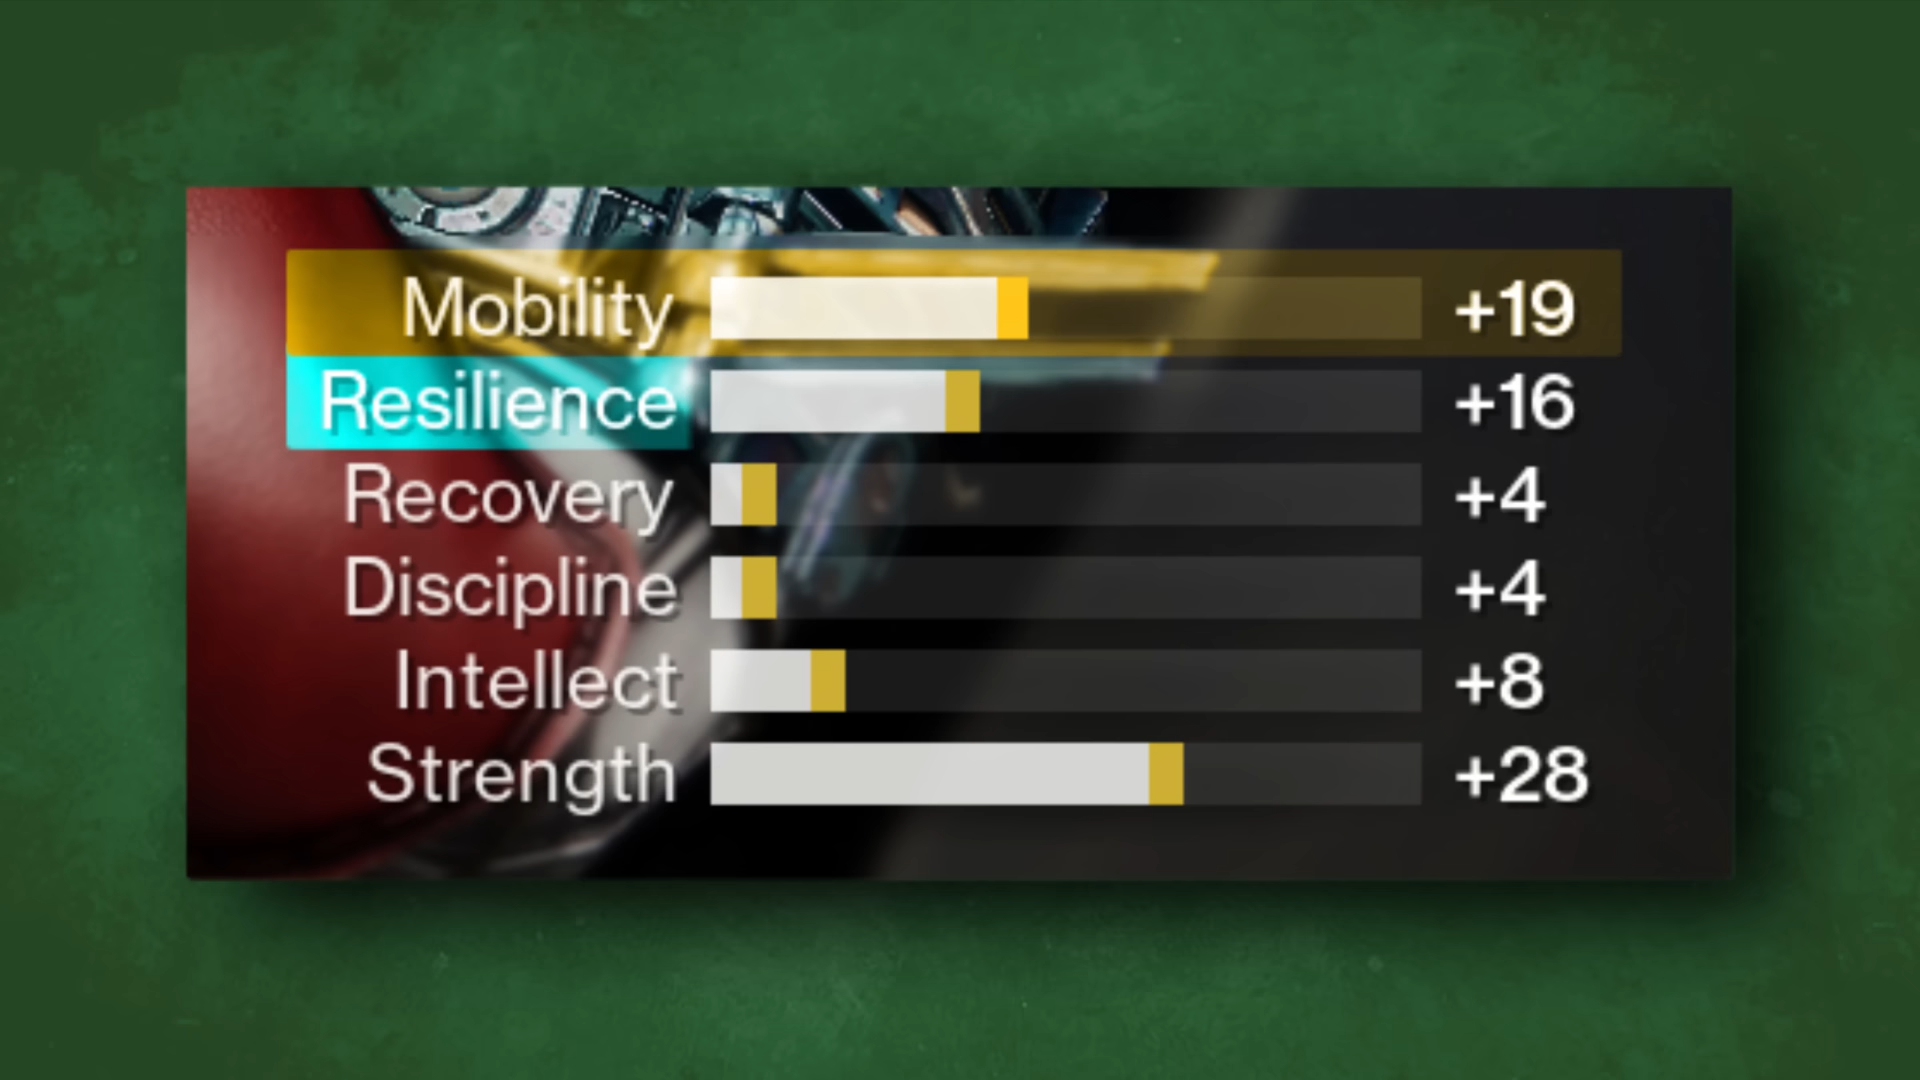 Mobility +19
Resilience +16
Recovery +4
Discipline +4
Intellect +8
Strength +28